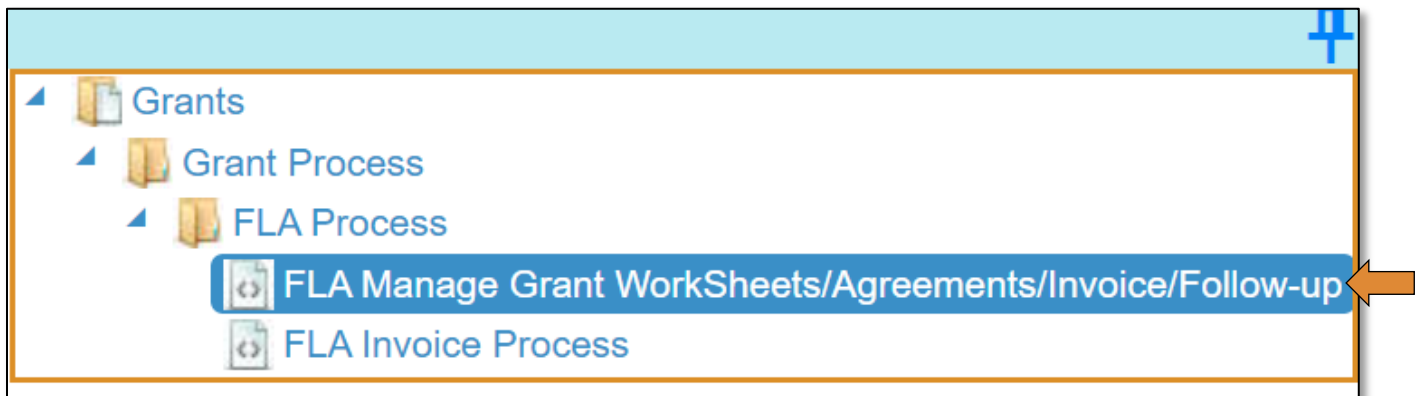 Grants
Grant Process
FLA Process
FLA Manage Grant WorkSheets/Agreements/Invoice/Follow-up
FLA Invoice Process